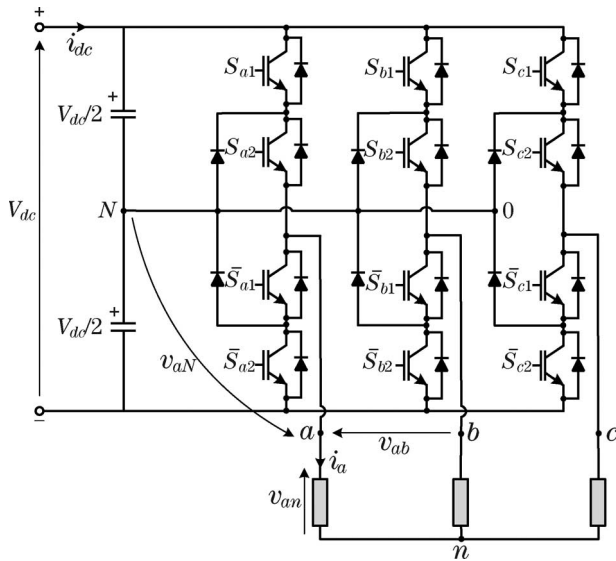 +
i_dc
S_a1
S_b1
S_c1
+
V_dc/2
S_a2
S_b2
S_c2
V_dc
N
0
S̄_a1
S̄_b1
S̄_c1
+
V_dc/2
v_aN
S̄_a2
S̄_b2
S̄_c2
−
a
v_ab
b
c
i_a
v_an
n